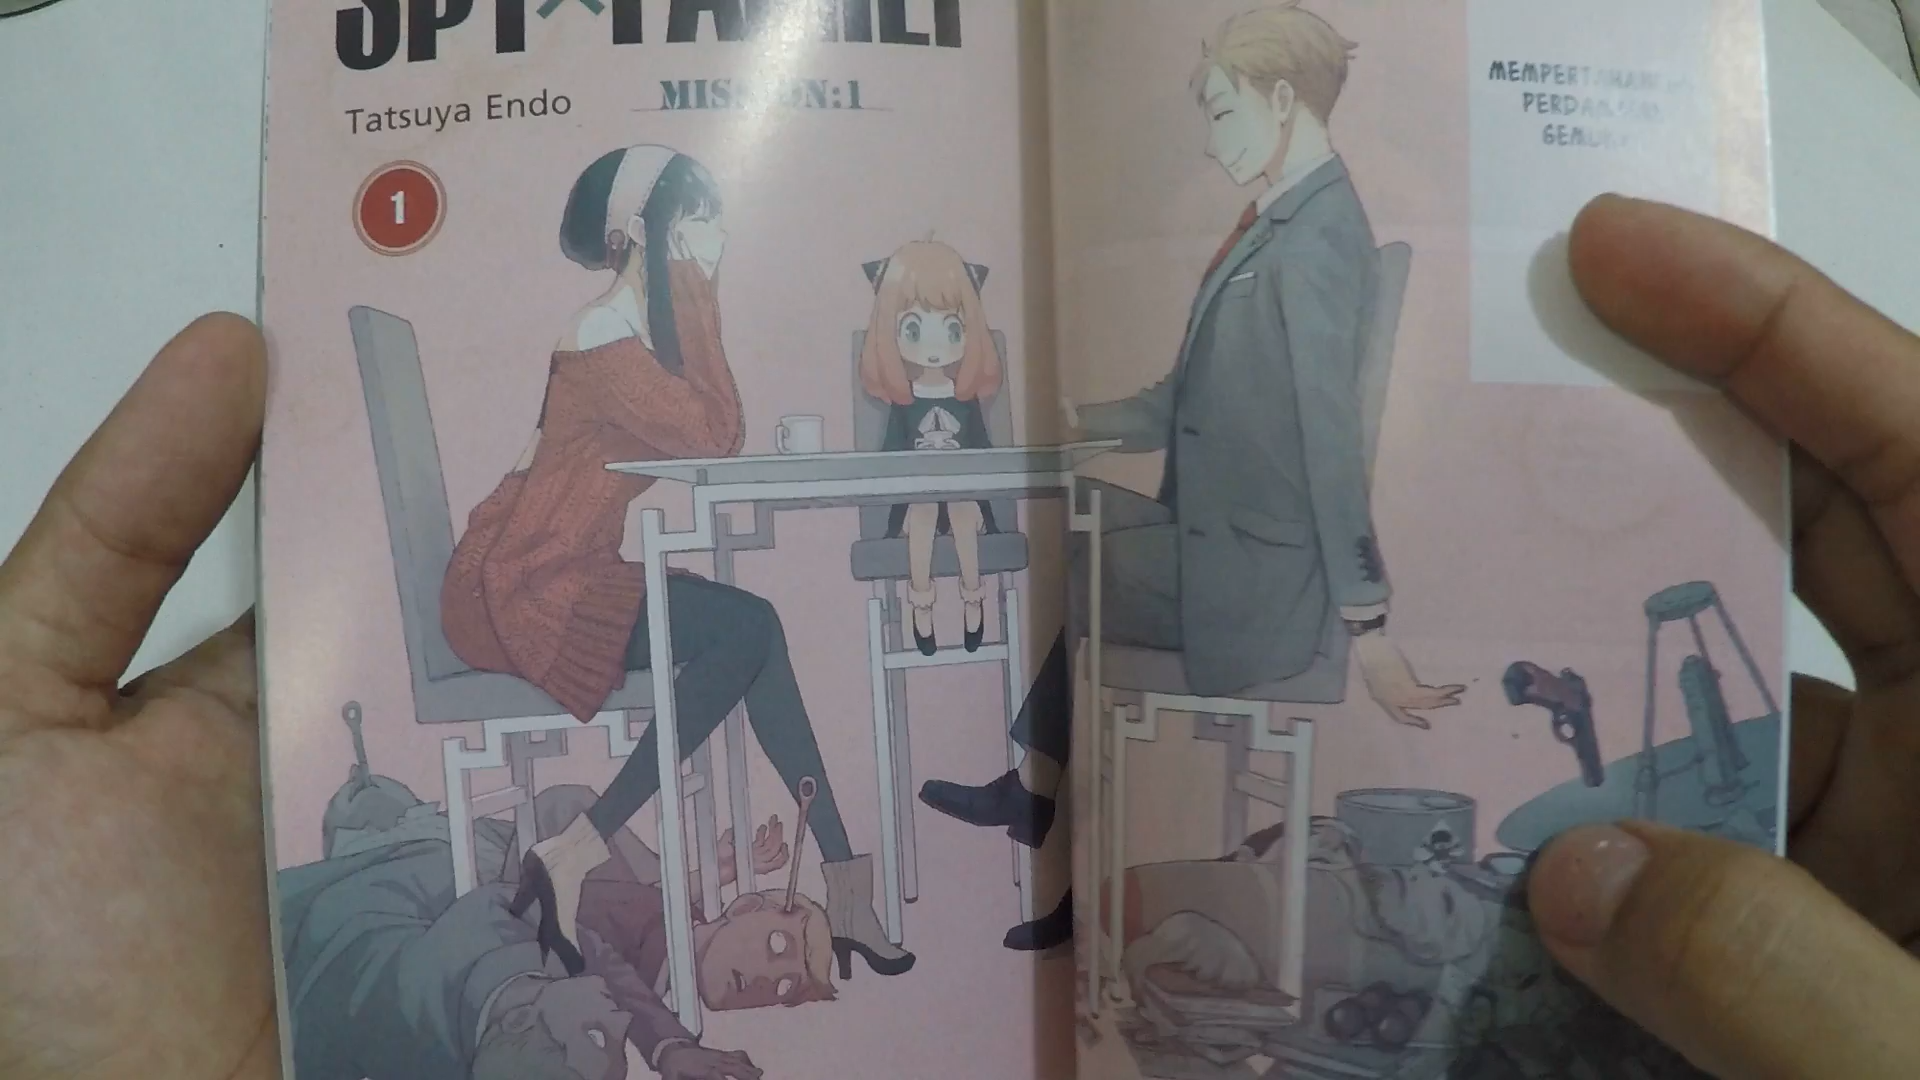 SPY×FAMILY
Tatsuya Endo
MISSION:1
1
MEMPERTAHANKAN
PERDAMAIAN